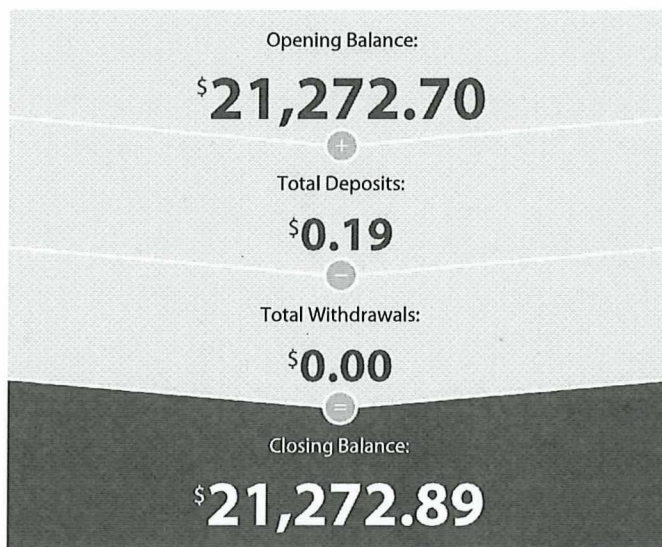 Opening Balance:
$21,272.70
+
Total Deposits:
$0.19
−
Total Withdrawals:
$0.00
=
Closing Balance:
$21,272.89